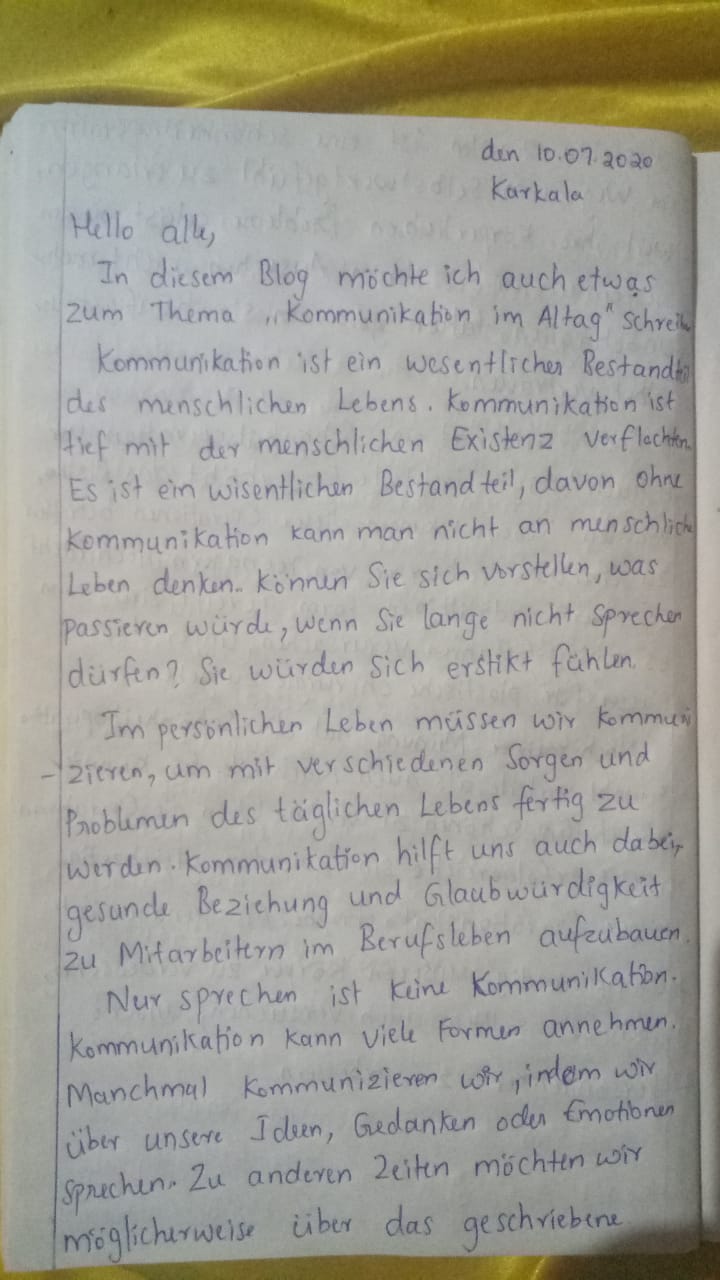 den 10.07.2020
Karkala
Hello alle,
In diesem Blog möchte ich auch etwas
zum Thema „Kommunikation im Altag" schreib
Kommunikation ist ein wesentlicher Bestandtei
des menschlichen Lebens. Kommunikation ist
tief mit der menschlichen Existenz verflochten.
Es ist ein wisentlichen Bestandteil, davon ohne
Kommunikation kann man nicht an menschliche
Leben denken. Können Sie sich vorstellen, was
passieren würde, wenn Sie lange nicht sprechen
dürfen? Sie würden sich erstikt fühlen.
Im persönlichen Leben müssen wir kommuni
-zieren, um mit verschiedenen Sorgen und
Problemen des täglichen Lebens fertig zu
werden. Kommunikation hilft uns auch dabei,
gesunde Beziehung und Glaubwürdigkeit
zu Mitarbeitern im Berufsleben aufzubauen.
Nur sprechen ist keine Kommunikation.
Kommunikation kann viele Formen annehmen.
Manchmal kommunizieren wir, indem wir
über unsere Ideen, Gedanken oder Emotionen
sprechen. Zu anderen Zeiten möchten wir
möglicherweise über das geschriebene